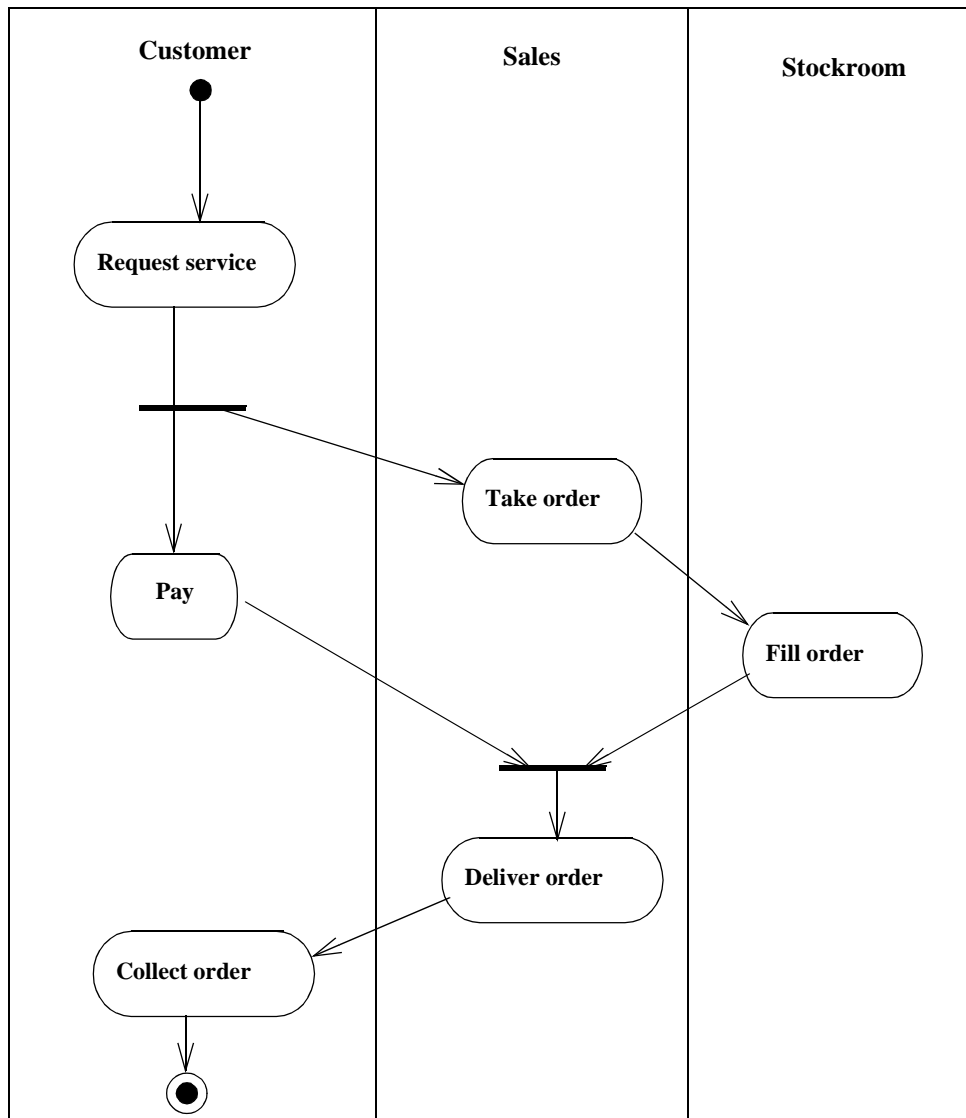 Customer
Sales
Stockroom
Request service
Take order
Pay
Fill order
Deliver order
Collect order